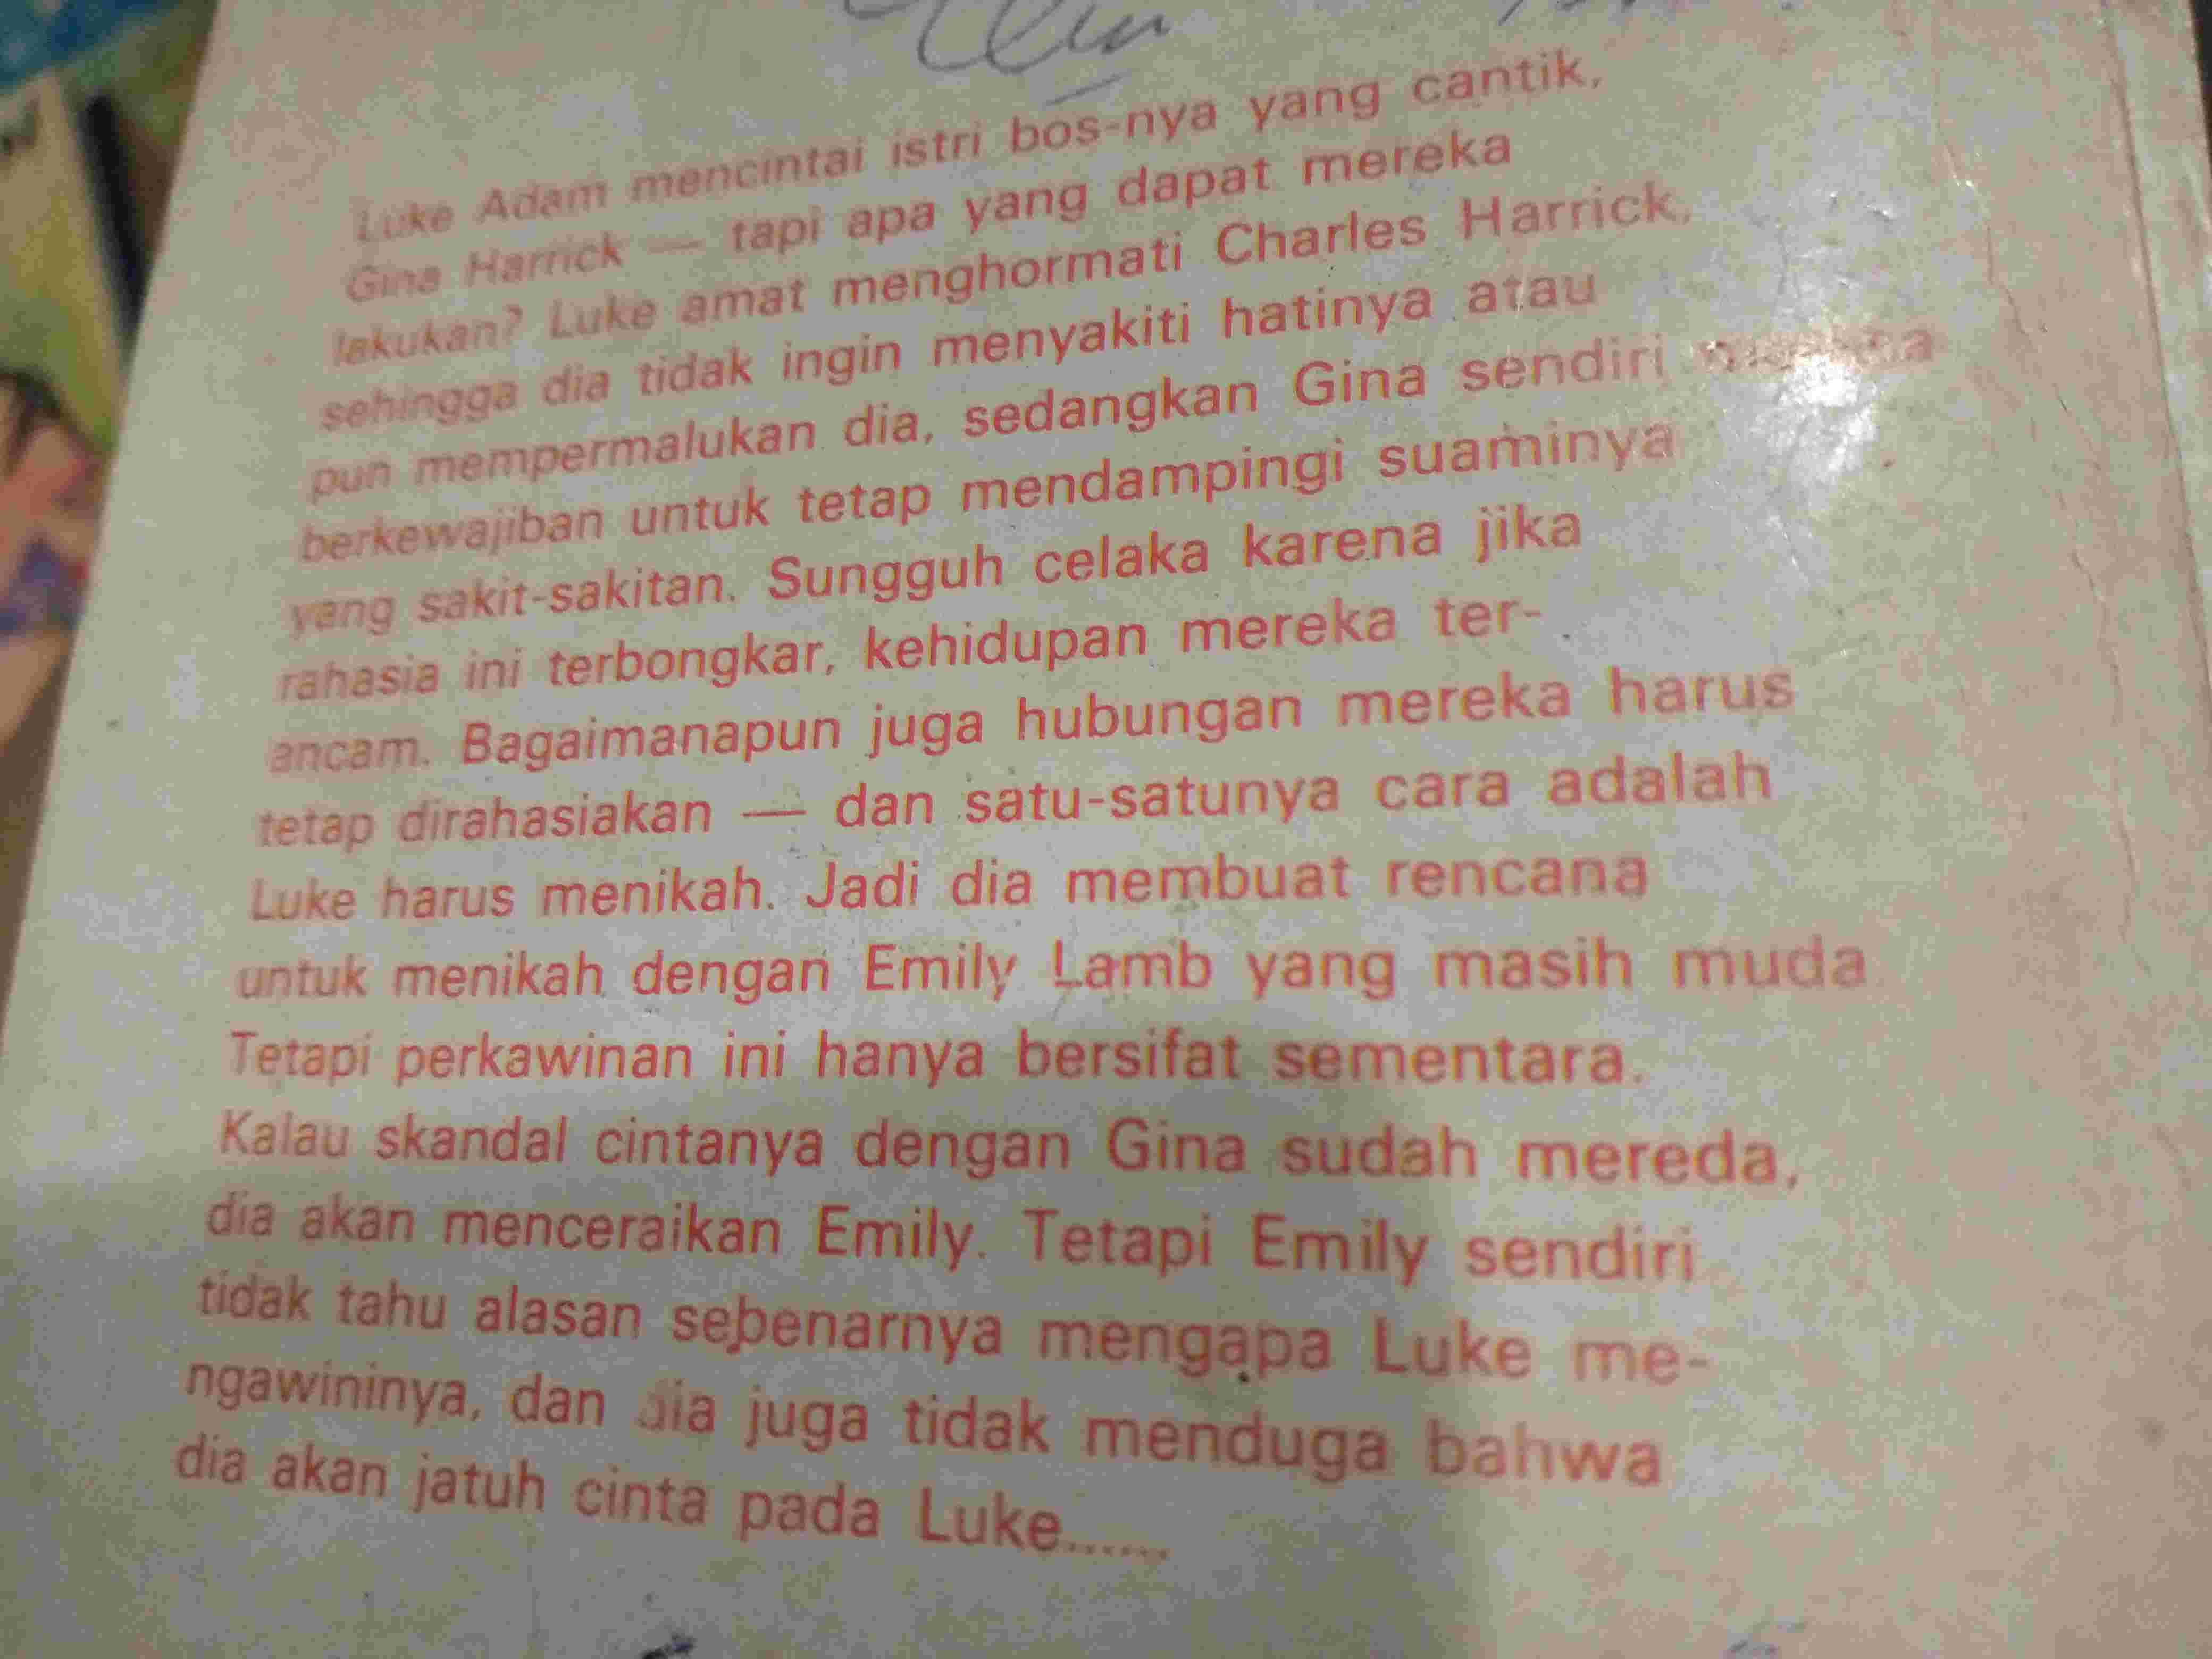 Luke Adam mencintai istri bos-nya yang cantik,
Gina Harrick — tapi apa yang dapat mereka
lakukan? Luke amat menghormati Charles Harrick,
sehingga dia tidak ingin menyakiti hatinya atau
pun mempermalukan dia, sedangkan Gina sendiri
berkewajiban untuk tetap mendampingi suaminya
yang sakit-sakitan. Sungguh celaka karena jika
rahasia ini terbongkar, kehidupan mereka ter-
ancam. Bagaimanapun juga hubungan mereka harus
tetap dirahasiakan — dan satu-satunya cara adalah
Luke harus menikah. Jadi dia membuat rencana
untuk menikah dengan Emily Lamb yang masih muda
Tetapi perkawinan ini hanya bersifat sementara.
Kalau skandal cintanya dengan Gina sudah mereda,
dia akan menceraikan Emily. Tetapi Emily sendiri
tidak tahu alasan sebenarnya mengapa Luke me-
ngawininya, dan dia juga tidak menduga bahwa
dia akan jatuh cinta pada Luke......